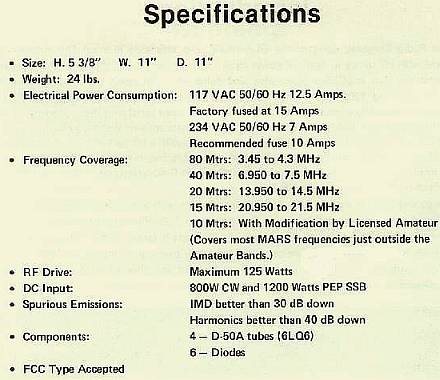 Specifications
• Size: H. 5 3/8" W. 11" D. 11"
• Weight: 24 lbs.
• Electrical Power Consumption: 117 VAC 50/60 Hz 12.5 Amps.
Factory fused at 15 Amps
234 VAC 50/60 Hz 7 Amps
Recommended fuse 10 Amps
• Frequency Coverage: 80 Mtrs: 3.45 to 4.3 MHz
40 Mtrs: 6.950 to 7.5 MHz
20 Mtrs: 13.950 to 14.5 MHz
15 Mtrs: 20.950 to 21.5 MHz
10 Mtrs: With Modification by Licensed Amateur
(Covers most MARS frequencies just outside the
Amateur Bands.)
• RF Drive: Maximum 125 Watts
• DC Input: 800W CW and 1200 Watts PEP SSB
• Spurious Emissions: IMD better than 30 dB down
Harmonics better than 40 dB down
• Components: 4 – D-50A tubes (6LQ6)
6 – Diodes
• FCC Type Accepted